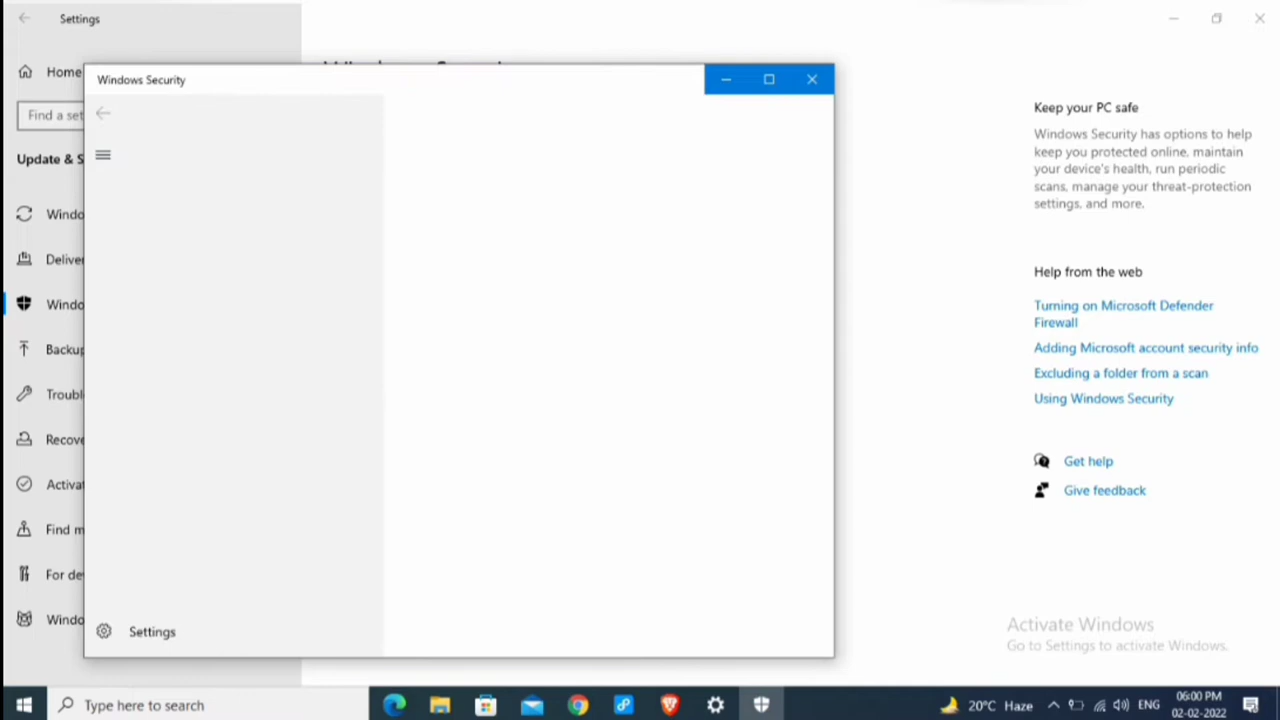 Settings
Home
Find a set
Update & S
Windo
Deliver
Windo
Backup
Troubl
Recove
Activat
Find m
For de
Windo
Windows Security
Settings
Keep your PC safe
Windows Security has options to help
keep you protected online, maintain
your device's health, run periodic
scans, manage your threat-protection
settings, and more.
Help from the web
Turning on Microsoft Defender
Firewall
Adding Microsoft account security info
Excluding a folder from a scan
Using Windows Security
Get help
Give feedback
Activate Windows
Go to Settings to activate Windows.
Type here to search
20°C Haze
ENG
06:00 PM
02-02-2022